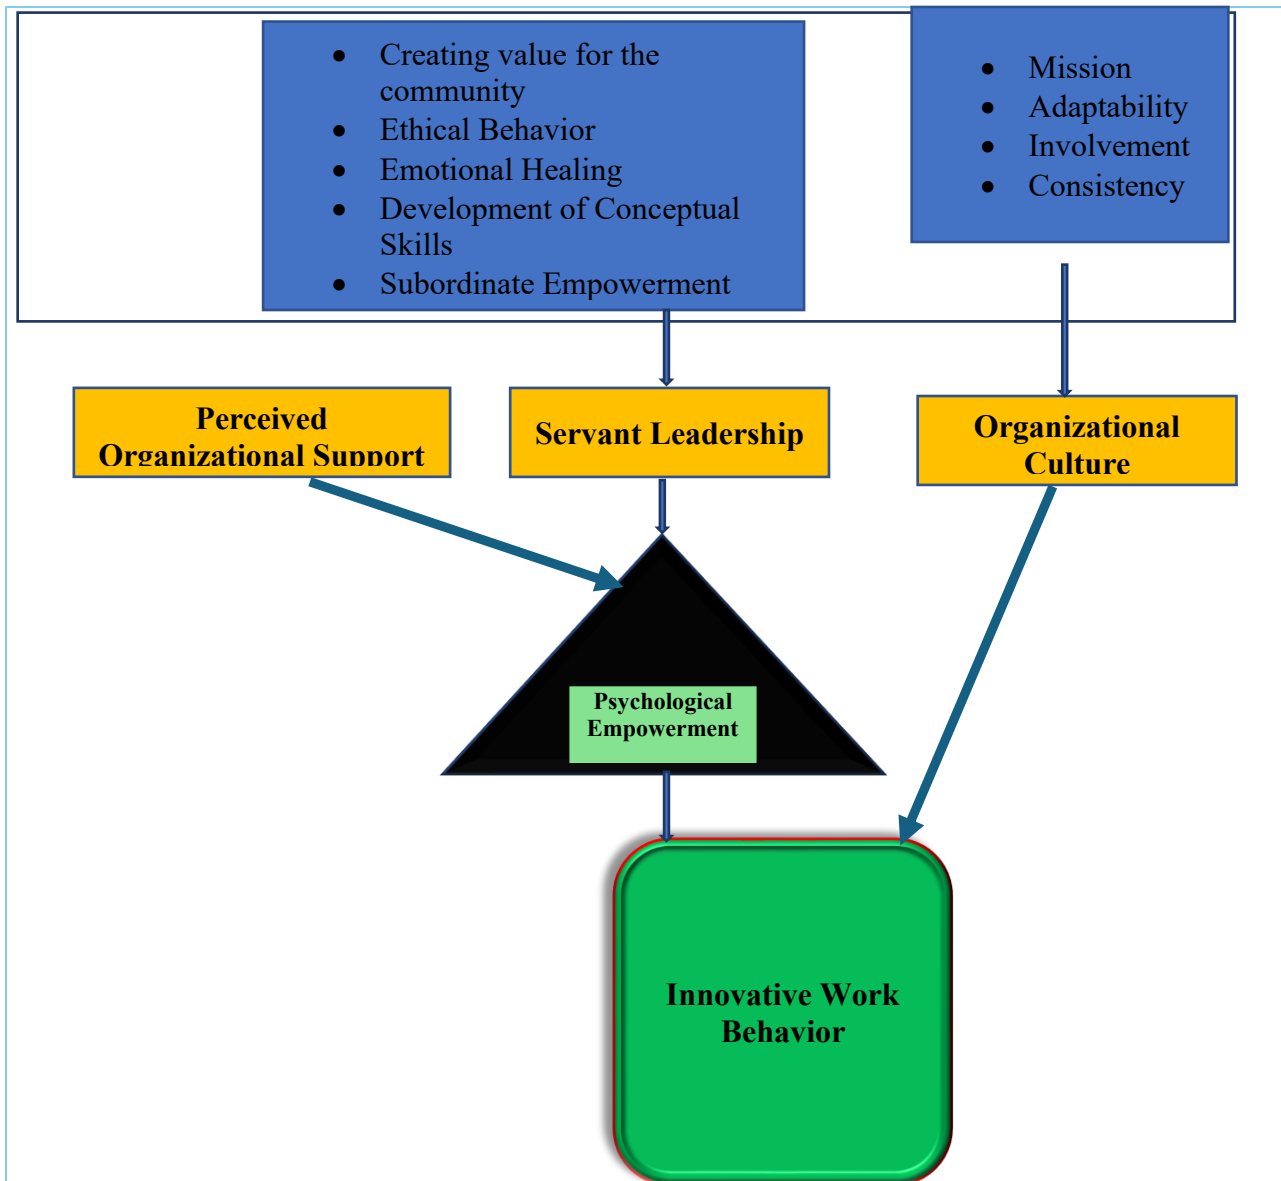 • Creating value for the
community
• Ethical Behavior
• Emotional Healing
• Development of Conceptual
Skills
• Subordinate Empowerment
• Mission
• Adaptability
• Involvement
• Consistency
Perceived
Organizational Support
Servant Leadership
Organizational
Culture
Psychological
Empowerment
Innovative Work
Behavior